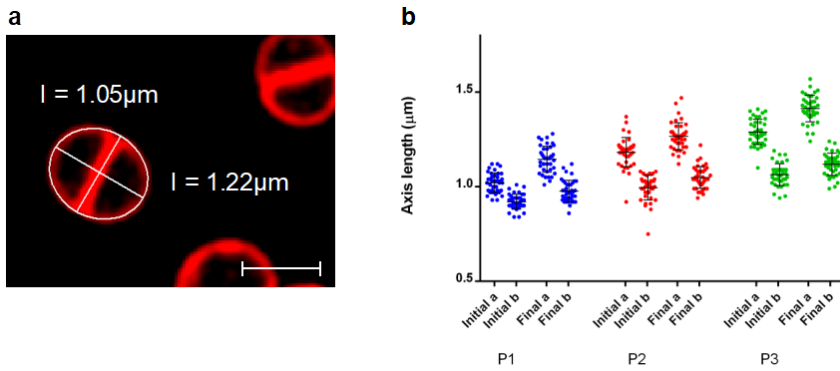 a
l = 1.05µm
l = 1.22µm
b
Axis length (µm)
1.5
1.0
0.5
Initial a
Initial b
Final a
Final b
Initial a
Initial b
Final a
Final b
Initial a
Initial b
Final a
Final b
P1
P2
P3